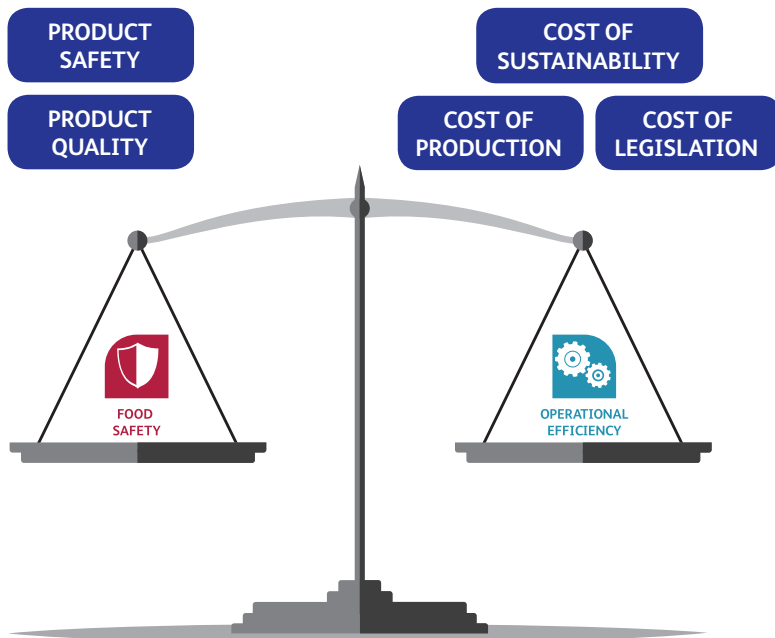 PRODUCT
SAFETY
PRODUCT
QUALITY
COST OF
SUSTAINABILITY
COST OF
PRODUCTION
COST OF
LEGISLATION
FOOD
SAFETY
OPERATIONAL
EFFICIENCY